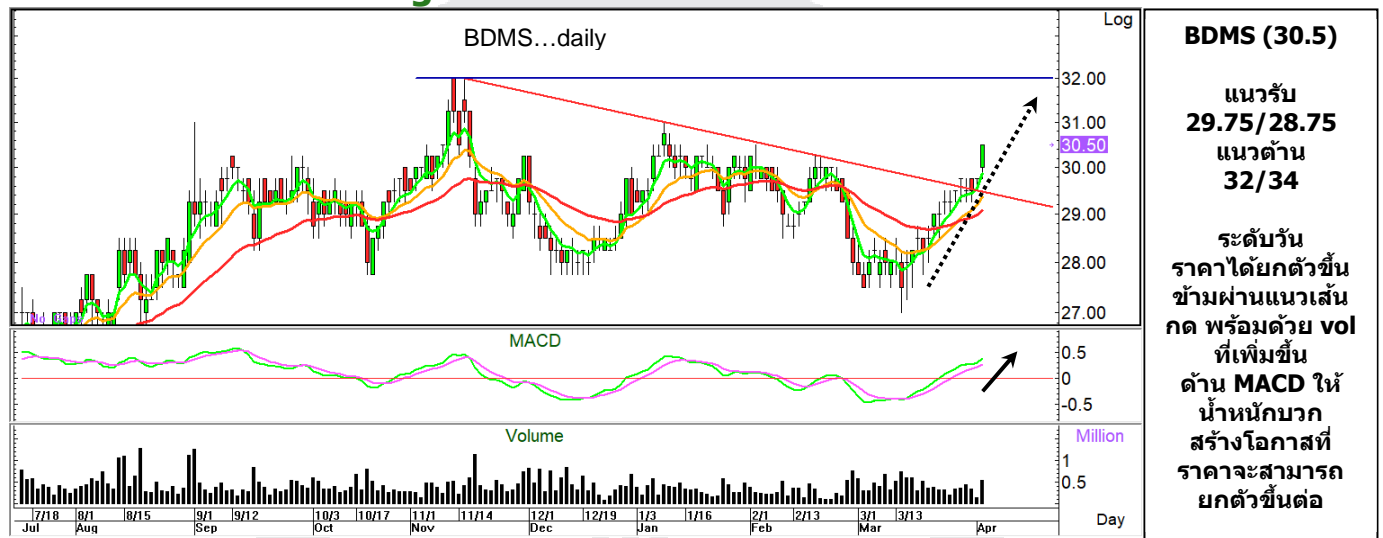 BDMS...daily
Log
32.00
31.00
30.50
30.00
29.00
28.00
27.00
MACD
0.5
0
-0.5
Volume
Million
1
0.5
7/18 8/1 8/15 9/1 9/12 10/3 10/17 11/1 11/14 12/1 12/19 1/3 1/16 2/1 2/13 3/1 3/13
Jul Aug Sep Oct Nov Dec Jan Feb Mar Apr
Day
BDMS (30.5)
แนวรับ
29.75/28.75
แนวต้าน
32/34
ระดับวัน
ราคาได้ยกตัวขึ้น
ข้ามผ่านแนวเส้น
กด พร้อมด้วย vol
ที่เพิ่มขึ้น
ด้าน MACD ให้
น้ำหนักบวก
สร้างโอกาสที่
ราคาจะสามารถ
ยกตัวขึ้นต่อ